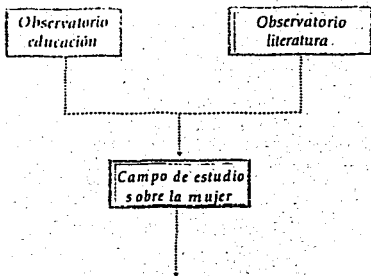 Observatorio
educación
Observatorio
literatura.
Campo de estudio
sobre la mujer